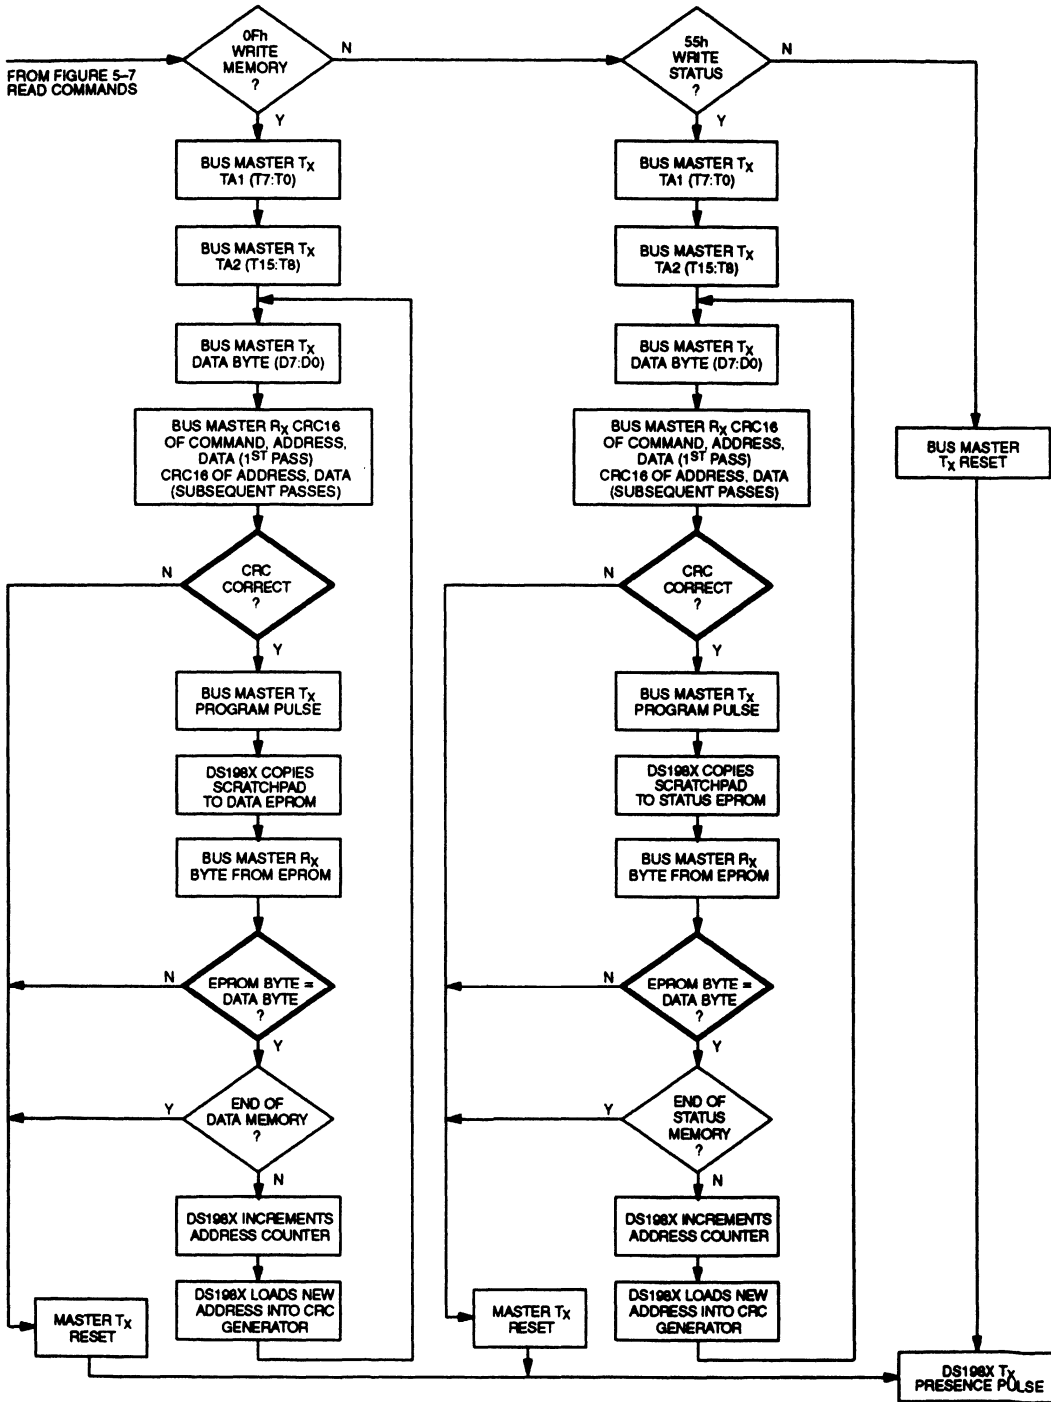 0Fh
WRITE
MEMORY
?
N
55h
WRITE
STATUS
?
N
FROM FIGURE 5–7
READ COMMANDS
Y
Y
BUS MASTER TX
TA1 (T7:T0)
BUS MASTER TX
TA2 (T15:T8)
BUS MASTER TX
DATA BYTE (D7:D0)
BUS MASTER RX CRC16
OF COMMAND, ADDRESS,
DATA (1ST PASS)
CRC16 OF ADDRESS, DATA
(SUBSEQUENT PASSES)
N
CRC
CORRECT
?
Y
BUS MASTER TX
PROGRAM PULSE
DS198X COPIES
SCRATCHPAD
TO DATA EPROM
BUS MASTER RX
BYTE FROM EPROM
N
EPROM BYTE =
DATA BYTE
?
Y
Y
END OF
DATA MEMORY
?
N
DS198X INCREMENTS
ADDRESS COUNTER
DS198X LOADS NEW
ADDRESS INTO CRC
GENERATOR
MASTER TX
RESET
BUS MASTER TX
TA1 (T7:T0)
BUS MASTER TX
TA2 (T15:T8)
BUS MASTER TX
DATA BYTE (D7:D0)
BUS MASTER RX CRC16
OF COMMAND, ADDRESS,
DATA (1ST PASS)
CRC16 OF ADDRESS, DATA
(SUBSEQUENT PASSES)
N
CRC
CORRECT
?
Y
BUS MASTER TX
PROGRAM PULSE
DS198X COPIES
SCRATCHPAD
TO STATUS EPROM
BUS MASTER RX
BYTE FROM EPROM
N
EPROM BYTE =
DATA BYTE
?
Y
Y
END OF
STATUS
MEMORY
?
N
DS198X INCREMENTS
ADDRESS COUNTER
DS198X LOADS NEW
ADDRESS INTO CRC
GENERATOR
MASTER TX
RESET
BUS MASTER
TX RESET
DS198X TX
PRESENCE PULSE